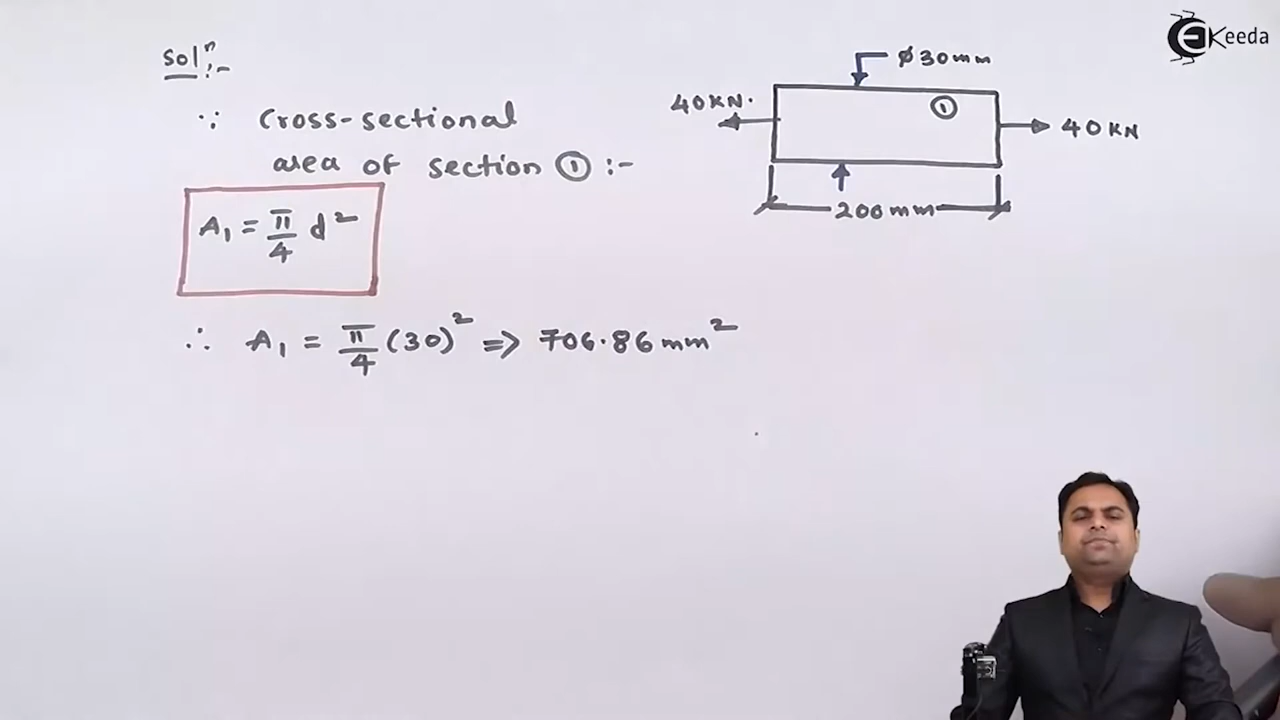 Solⁿ :-
∵ Cross-sectional
area of section ① :-
A₁ = π/4 d²
∴ A₁ = π/4 (30)² => 706.86 mm²
Ø30mm
①
40KN.
40KN
200mm
EKeeda